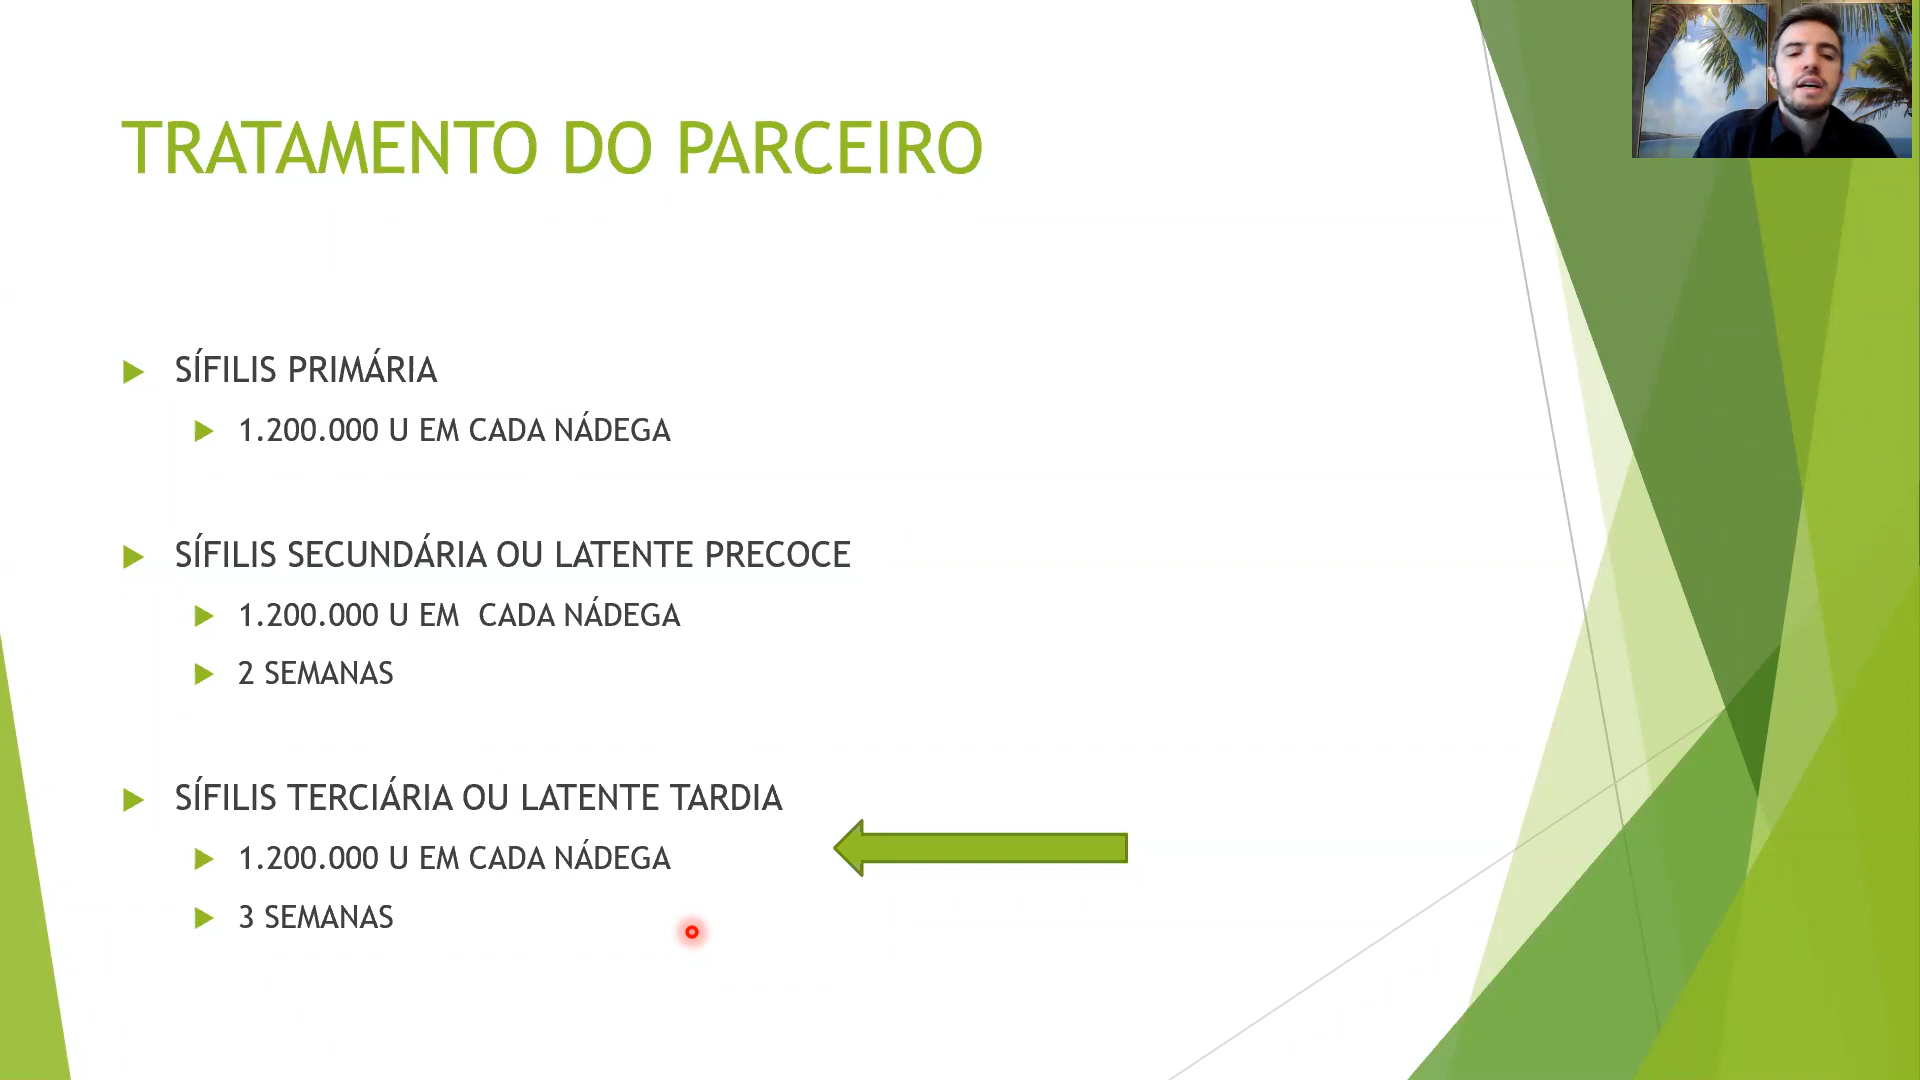 TRATAMENTO DO PARCEIRO
SÍFILIS PRIMÁRIA
1.200.000 U EM CADA NÁDEGA
SÍFILIS SECUNDÁRIA OU LATENTE PRECOCE
1.200.000 U EM  CADA NÁDEGA
2 SEMANAS
SÍFILIS TERCIÁRIA OU LATENTE TARDIA
1.200.000 U EM CADA NÁDEGA
3 SEMANAS